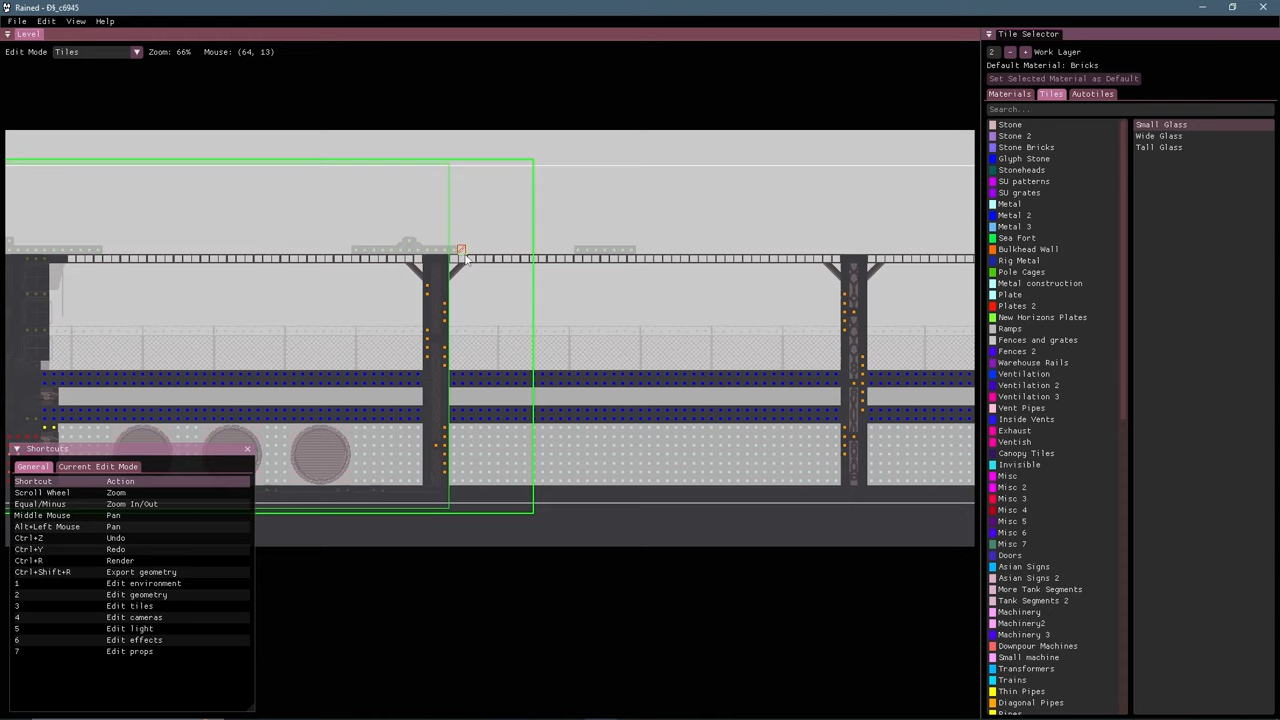 Rained - Đ§_c6945
File Edit View Help
Level
Edit Mode Tiles Zoom: 66% Mouse: (64, 13)
Shortcuts
General Current Edit Mode
Shortcut Action
Scroll Wheel Zoom
Equal/Minus Zoom In/Out
Middle Mouse Pan
Alt+Left Mouse Pan
Ctrl+Z Undo
Ctrl+Y Redo
Ctrl+R Render
Ctrl+Shift+R Export geometry
1 Edit environment
2 Edit geometry
3 Edit tiles
4 Edit cameras
5 Edit light
6 Edit effects
7 Edit props
Tile Selector
2 - + Work Layer
Default Material: Bricks
Set Selected Material as Default
Materials Tiles Autotiles
Search...
Stone
Stone 2
Stone Bricks
Glyph Stone
Stoneheads
SU patterns
SU grates
Metal
Metal 2
Metal 3
Sea Fort
Bulkhead Wall
Rig Metal
Pole Cages
Metal construction
Plate
Plates 2
New Horizons Plates
Ramps
Fences and grates
Fences 2
Warehouse Rails
Ventilation
Ventilation 2
Ventilation 3
Vent Pipes
Inside Vents
Exhaust
Ventish
Canopy Tiles
Invisible
Misc
Misc 2
Misc 3
Misc 4
Misc 5
Misc 6
Misc 7
Doors
Asian Signs
Asian Signs 2
More Tank Segments
Tank Segments 2
Machinery
Machinery2
Machinery 3
Downpour Machines
Small machine
Transformers
Trains
Thin Pipes
Diagonal Pipes
Pipes
Small Glass
Wide Glass
Tall Glass